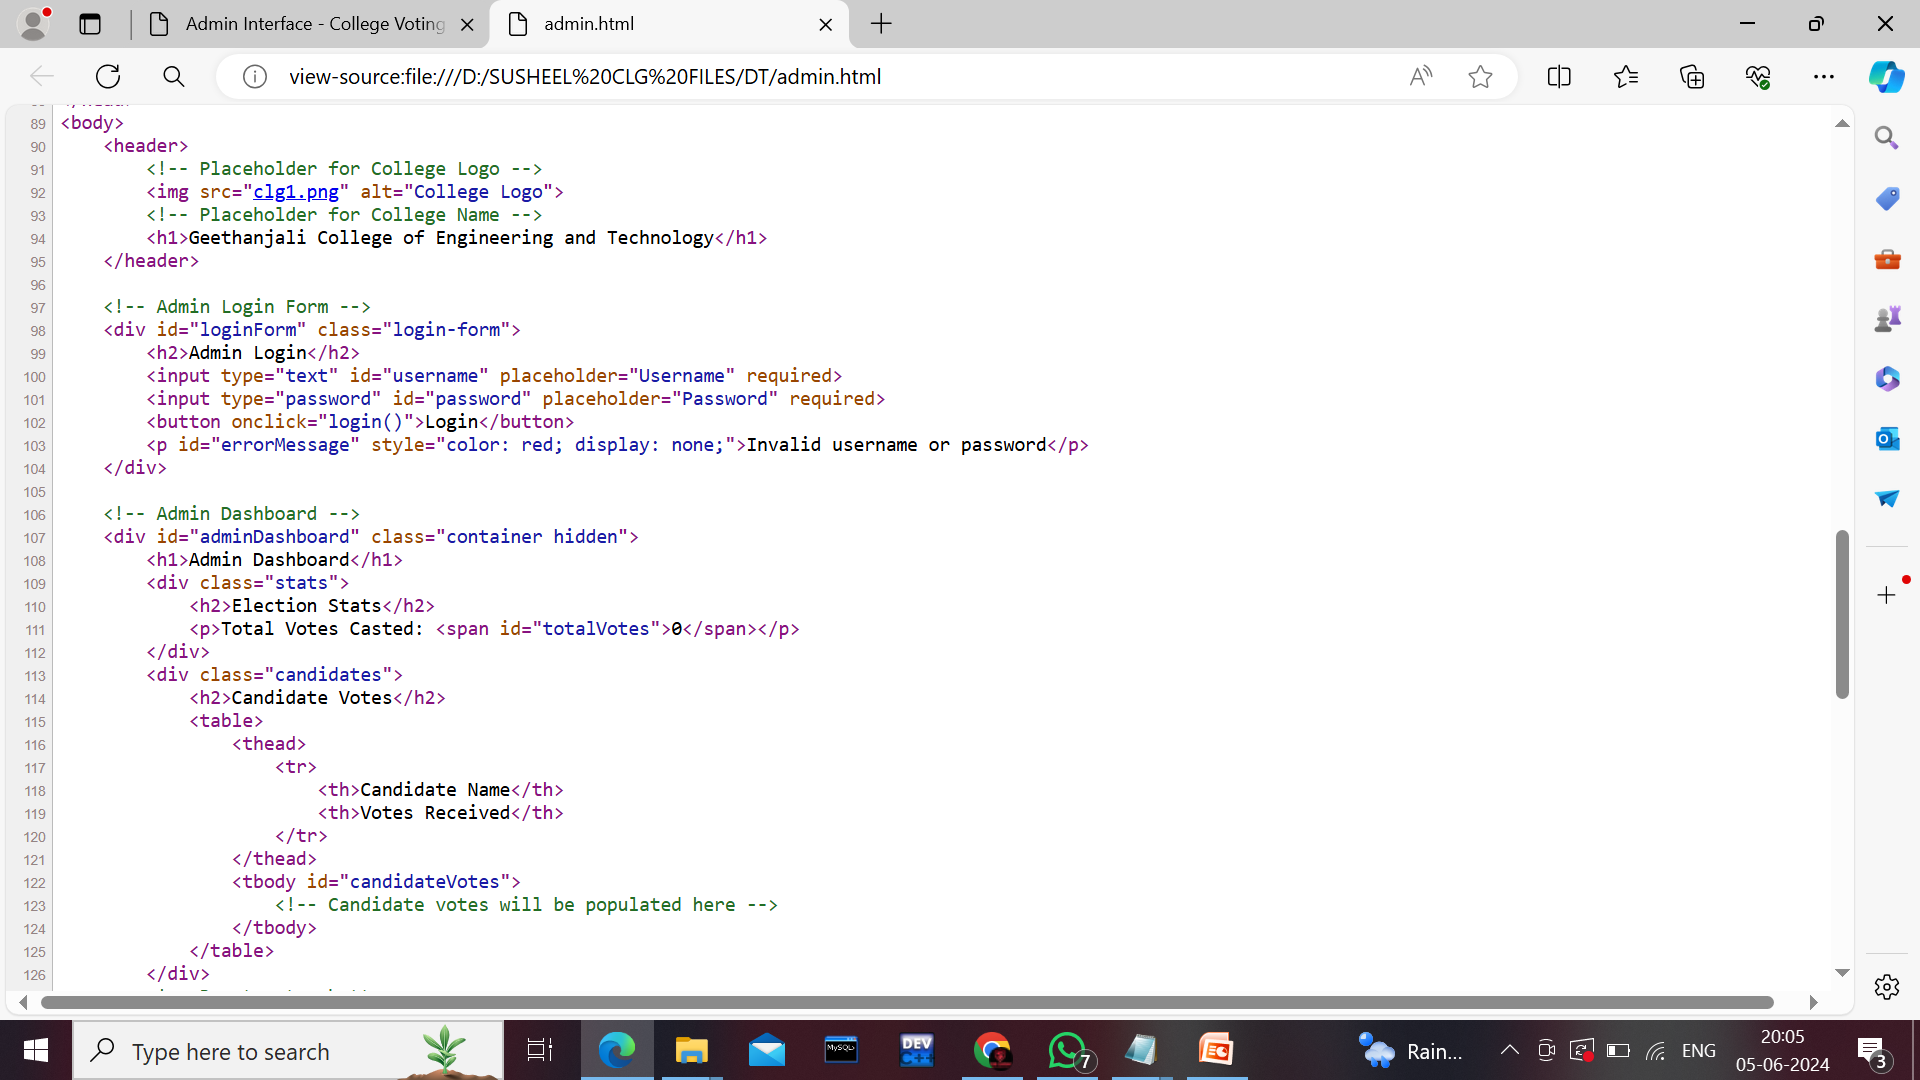 Admin Interface - College Voting
admin.html
view-source:file:///D:/SUSHEEL%20CLG%20FILES/DT/admin.html
89 <body>
90 <header>
91 <!-- Placeholder for College Logo -->
92 <img src="clg1.png" alt="College Logo">
93 <!-- Placeholder for College Name -->
94 <h1>Geethanjali College of Engineering and Technology</h1>
95 </header>
96
97 <!-- Admin Login Form -->
98 <div id="loginForm" class="login-form">
99 <h2>Admin Login</h2>
100 <input type="text" id="username" placeholder="Username" required>
101 <input type="password" id="password" placeholder="Password" required>
102 <button onclick="login()">Login</button>
103 <p id="errorMessage" style="color: red; display: none;">Invalid username or password</p>
104 </div>
105
106 <!-- Admin Dashboard -->
107 <div id="adminDashboard" class="container hidden">
108 <h1>Admin Dashboard</h1>
109 <div class="stats">
110 <h2>Election Stats</h2>
111 <p>Total Votes Casted: <span id="totalVotes">0</span></p>
112 </div>
113 <div class="candidates">
114 <h2>Candidate Votes</h2>
115 <table>
116 <thead>
117 <tr>
118 <th>Candidate Name</th>
119 <th>Votes Received</th>
120 </tr>
121 </thead>
122 <tbody id="candidateVotes">
123 <!-- Candidate votes will be populated here -->
124 </tbody>
125 </table>
126 </div>
Type here to search
MySQL
DEV
C++
7
Rain...
ENG
20:05
05-06-2024
3